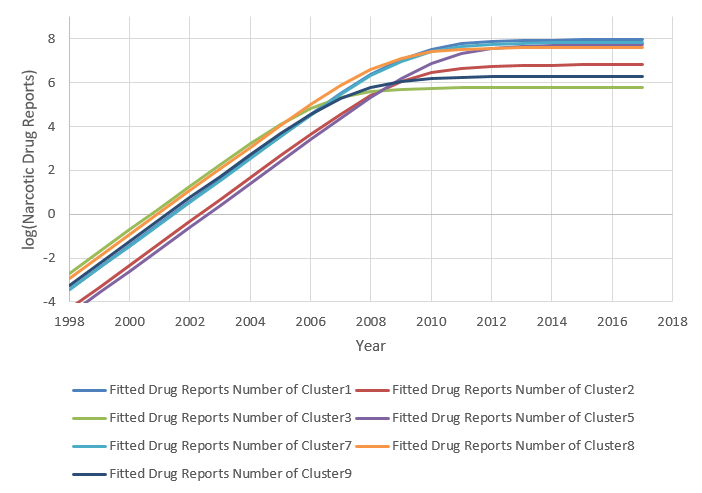 8
6
4
2
0
-2
-4
log(Narcotic Drug Reports)
1998 2000 2002 2004 2006 2008 2010 2012 2014 2016 2018
Year
Fitted Drug Reports Number of Cluster1 Fitted Drug Reports Number of Cluster2
Fitted Drug Reports Number of Cluster3 Fitted Drug Reports Number of Cluster5
Fitted Drug Reports Number of Cluster7 Fitted Drug Reports Number of Cluster8
Fitted Drug Reports Number of Cluster9